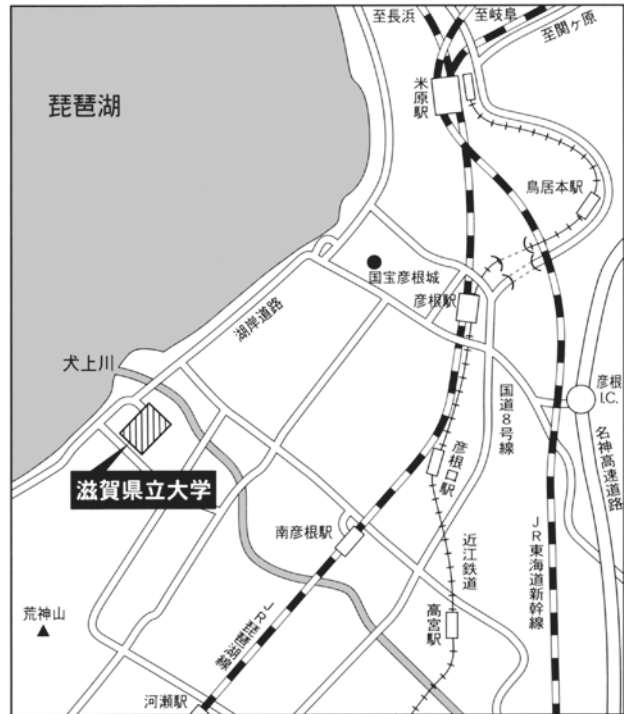 至長浜
至岐阜
至関ヶ原
琵琶湖
米原駅
鳥居本駅
国宝彦根城
彦根駅
湖岸道路
犬上川
国道8号線
彦根I.C.
名神高速道路
彦根口駅
滋賀県立大学
南彦根駅
近江鉄道
JR東海道新幹線
JR琵琶湖線
高宮駅
荒神山
河瀬駅